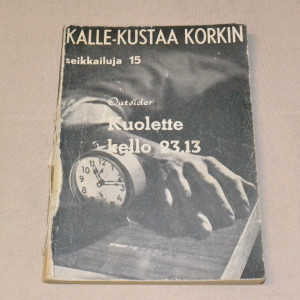 KALLE-KUSTAA KORKIN
seikkailuja 15
Outsider
Kuolette
kello 23.13